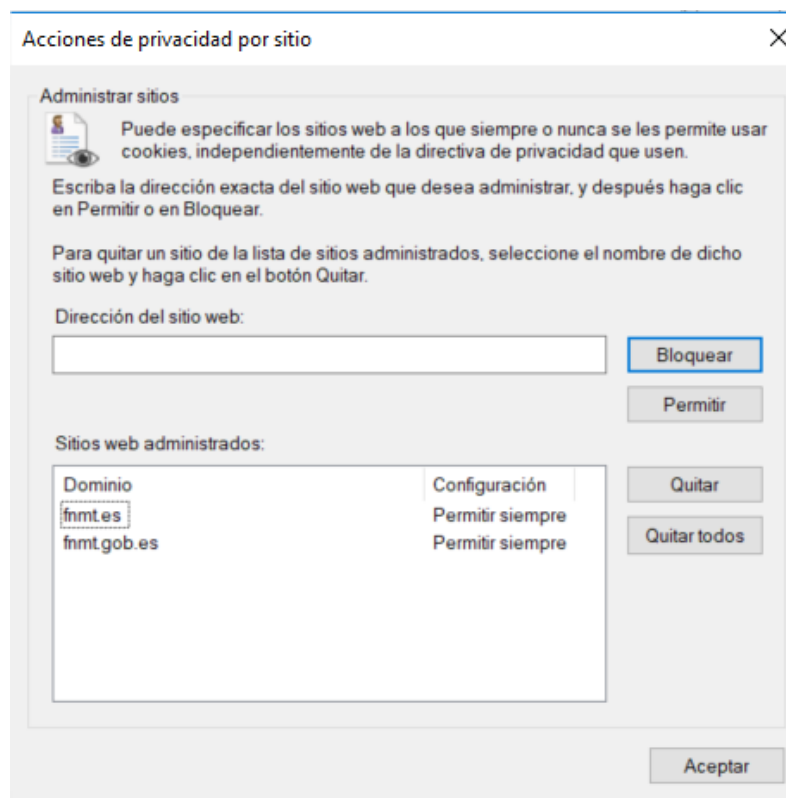 Acciones de privacidad por sitio
Administrar sitios
Puede especificar los sitios web a los que siempre o nunca se les permite usar
cookies, independientemente de la directiva de privacidad que usen.
Escriba la dirección exacta del sitio web que desea administrar, y después haga clic
en Permitir o en Bloquear.
Para quitar un sitio de la lista de sitios administrados, seleccione el nombre de dicho
sitio web y haga clic en el botón Quitar.
Dirección del sitio web:
Bloquear
Permitir
Sitios web administrados:
Dominio Configuración
Quitar
fnmt.es Permitir siempre
fnmt.gob.es Permitir siempre
Quitar todos
Aceptar